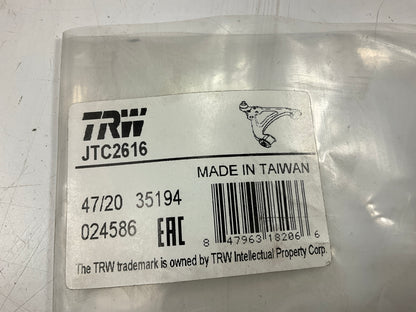 TRW
JTC2616
MADE IN TAIWAN
47/20 35194
024586 EAC
8 47963 18206 6
The TRW trademark is owned by TRW Intellectual Property Corp.